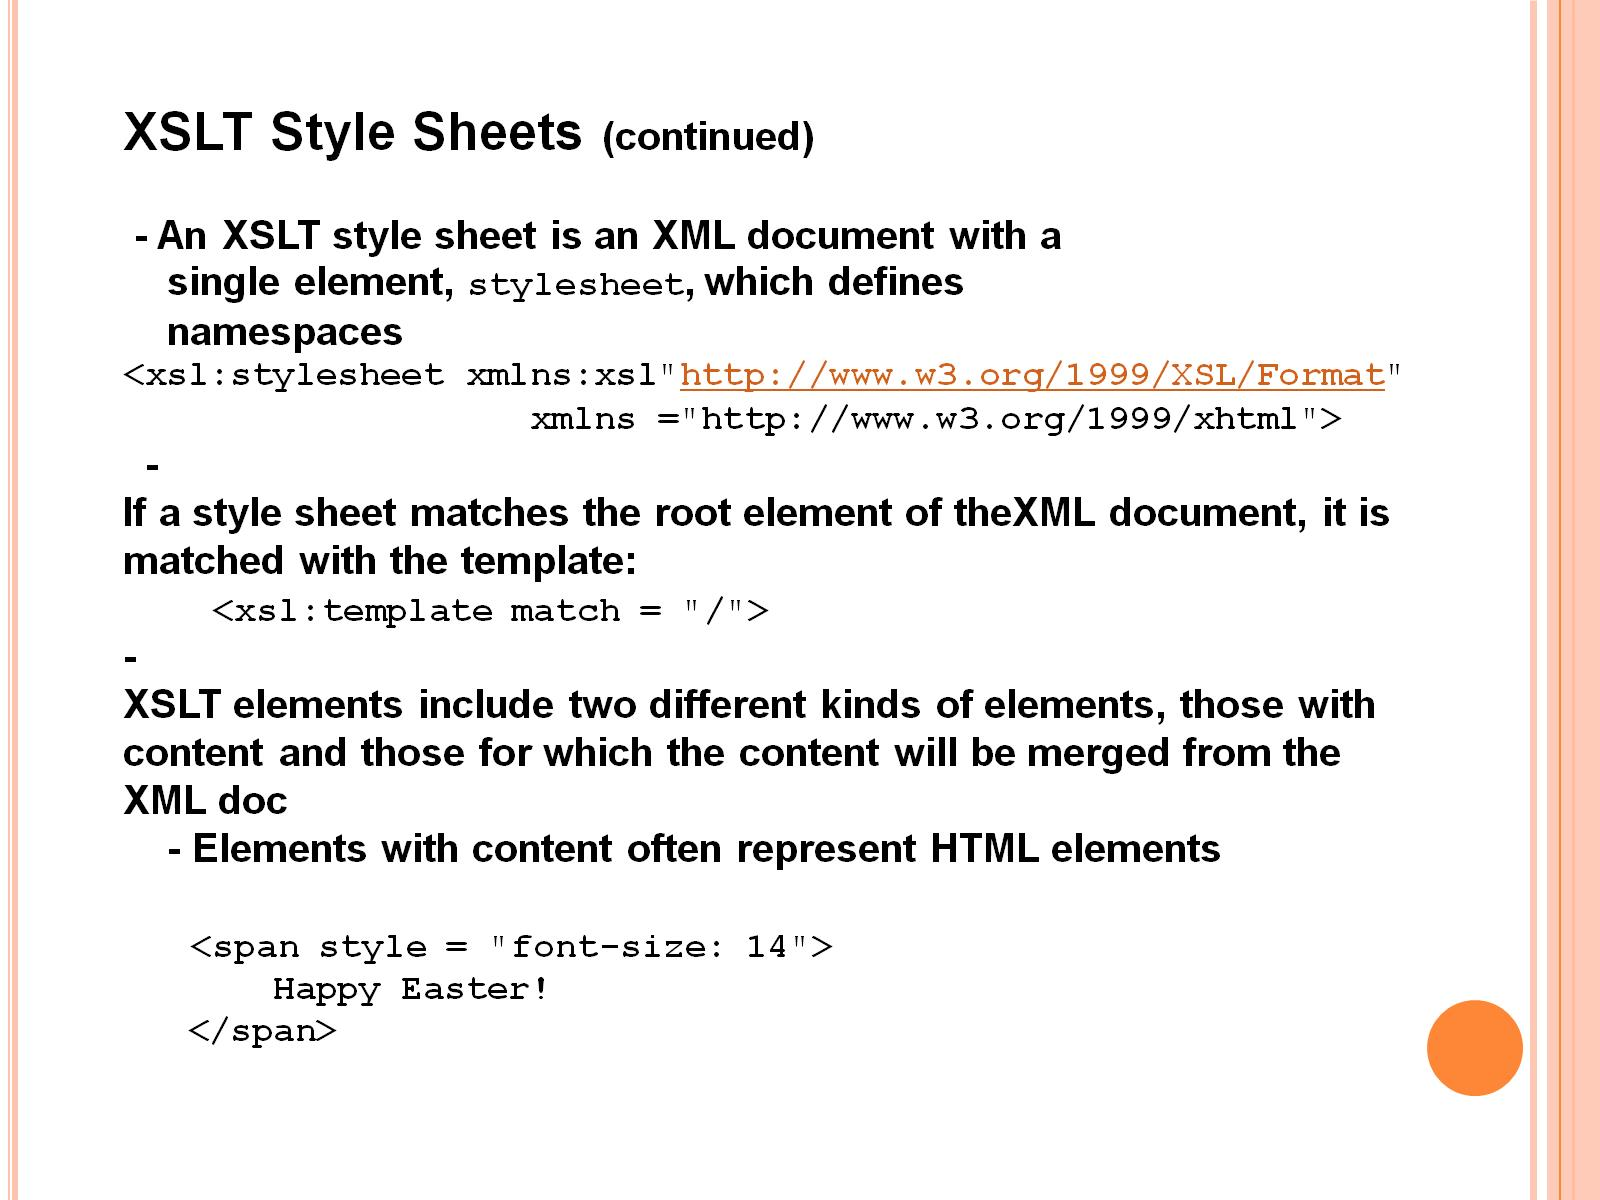 XSLT Style Sheets (continued)
- An XSLT style sheet is an XML document with a
single element, stylesheet, which defines
namespaces
<xsl:stylesheet xmlns:xsl"http://www.w3.org/1999/XSL/Format"
xmlns ="http://www.w3.org/1999/xhtml">
-
If a style sheet matches the root element of theXML document, it is
matched with the template:
<xsl:template match = "/">
-
XSLT elements include two different kinds of elements, those with
content and those for which the content will be merged from the
XML doc
- Elements with content often represent HTML elements
<span style = "font-size: 14">
Happy Easter!
</span>